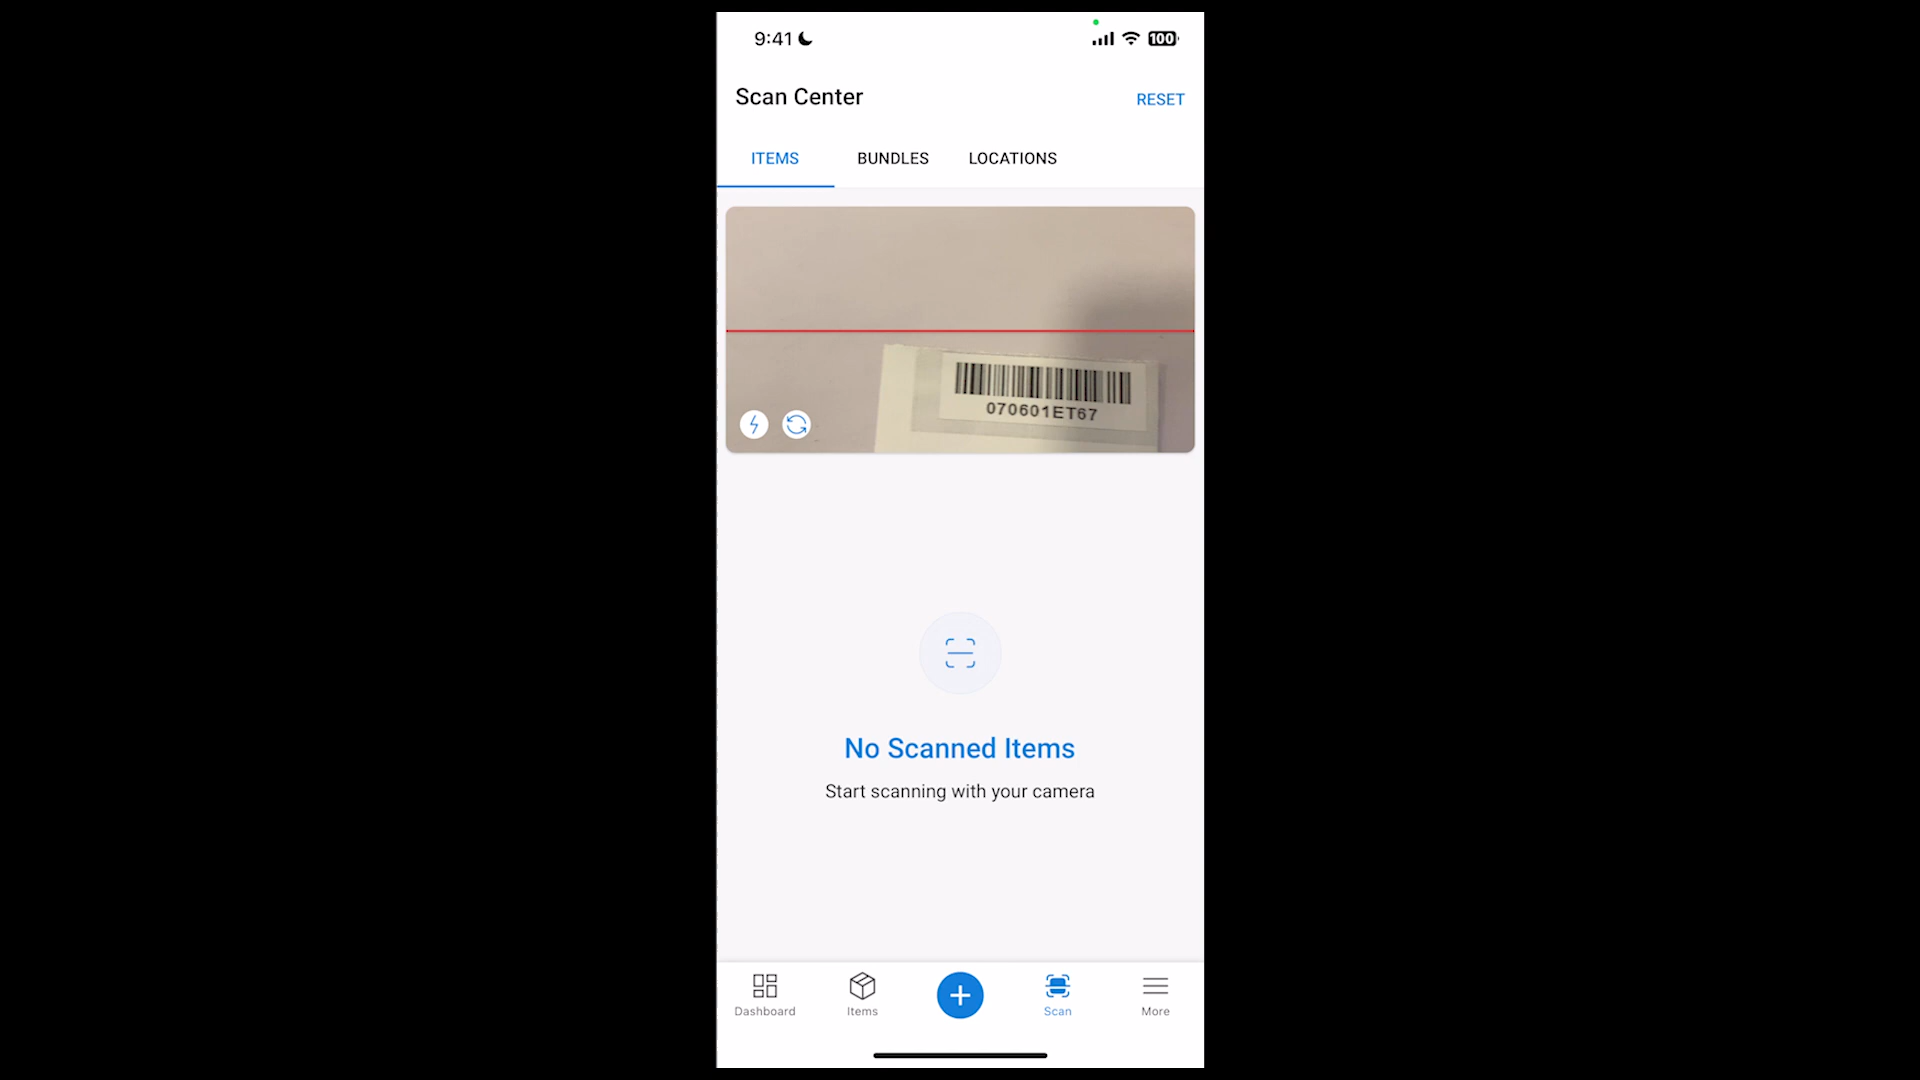 9:41
100
Scan Center
RESET
ITEMS
BUNDLES
LOCATIONS
070601ET67
No Scanned Items
Start scanning with your camera
Dashboard
Items
Scan
More